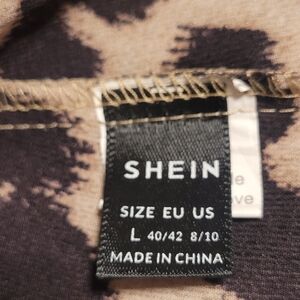 SHEIN
SIZE EU US
L 40/42 8/10
MADE IN CHINA